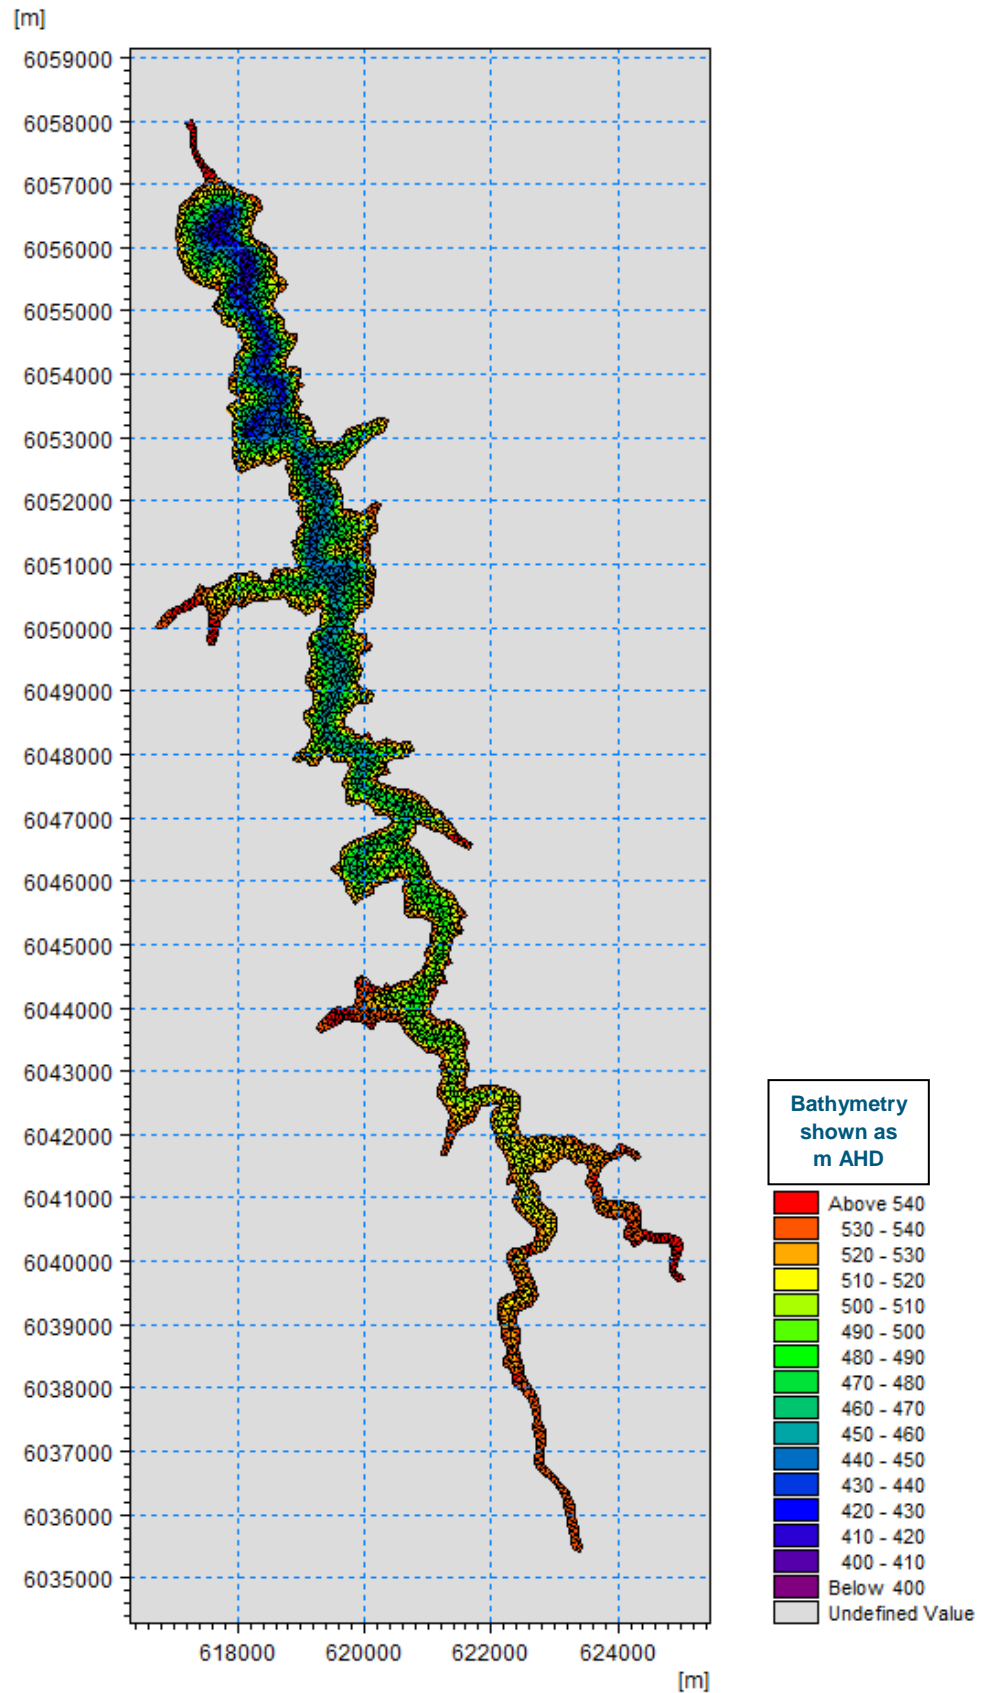 [m]
6059000
6058000
6057000
6056000
6055000
6054000
6053000
6052000
6051000
6050000
6049000
6048000
6047000
6046000
6045000
6044000
6043000
6042000
6041000
6040000
6039000
6038000
6037000
6036000
6035000
618000 620000 622000 624000
[m]
Bathymetry
shown as
m AHD
Above 540
530 - 540
520 - 530
510 - 520
500 - 510
490 - 500
480 - 490
470 - 480
460 - 470
450 - 460
440 - 450
430 - 440
420 - 430
410 - 420
400 - 410
Below 400
Undefined Value